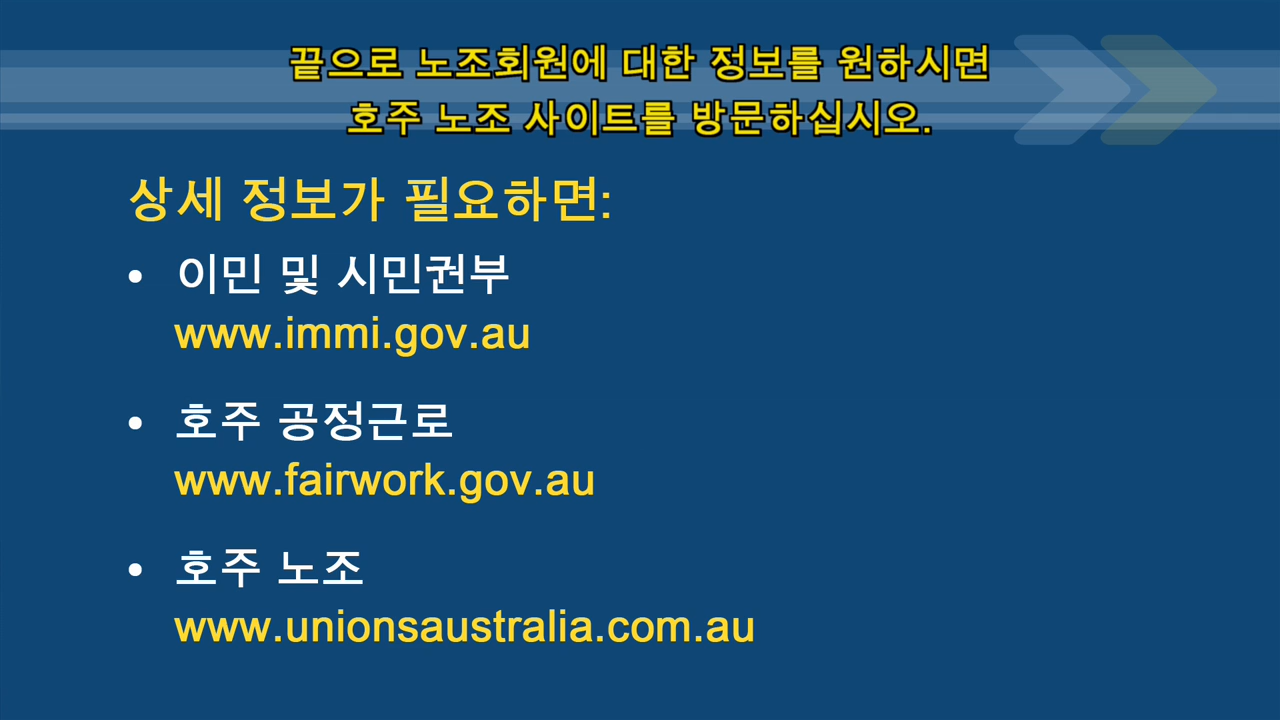 끝으로 노조회원에 대한 정보를 원하시면
호주 노조 사이트를 방문하십시오.
상세 정보가 필요하면:
• 이민 및 시민권부
www.immi.gov.au
• 호주 공정근로
www.fairwork.gov.au
• 호주 노조
www.unionsaustralia.com.au